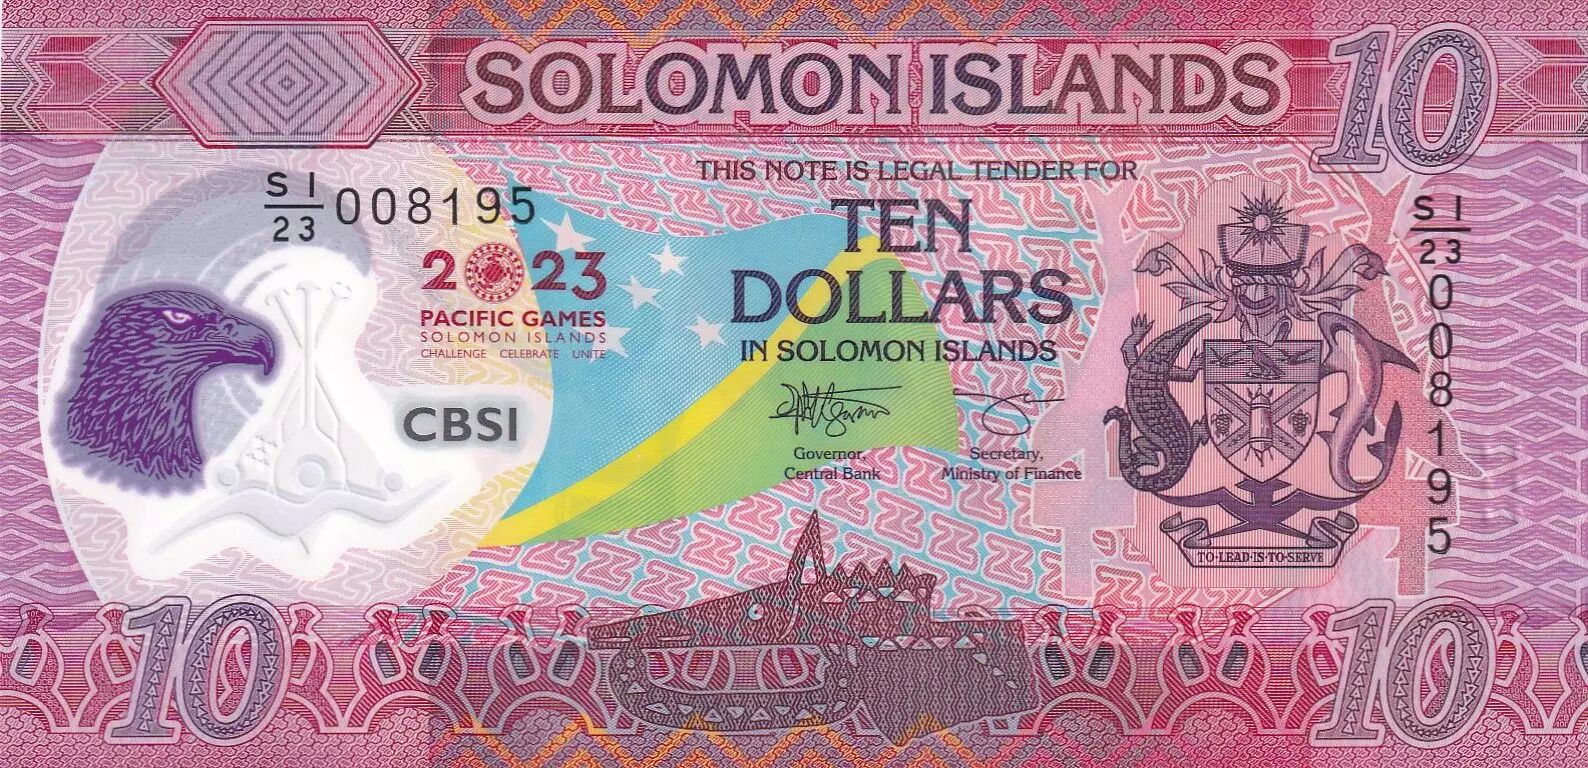 SOLOMON ISLANDS
10
THIS NOTE IS LEGAL TENDER FOR
TEN
DOLLARS
IN SOLOMON ISLANDS
S I
23
008195
2023
PACIFIC GAMES
SOLOMON ISLANDS
CHALLENGE CELEBRATE UNITE
CBSI
Governor,
Central Bank
Secretary,
Ministry of Finance
S I
23
008195
TO·LEAD·IS·TO·SERVE
10
10